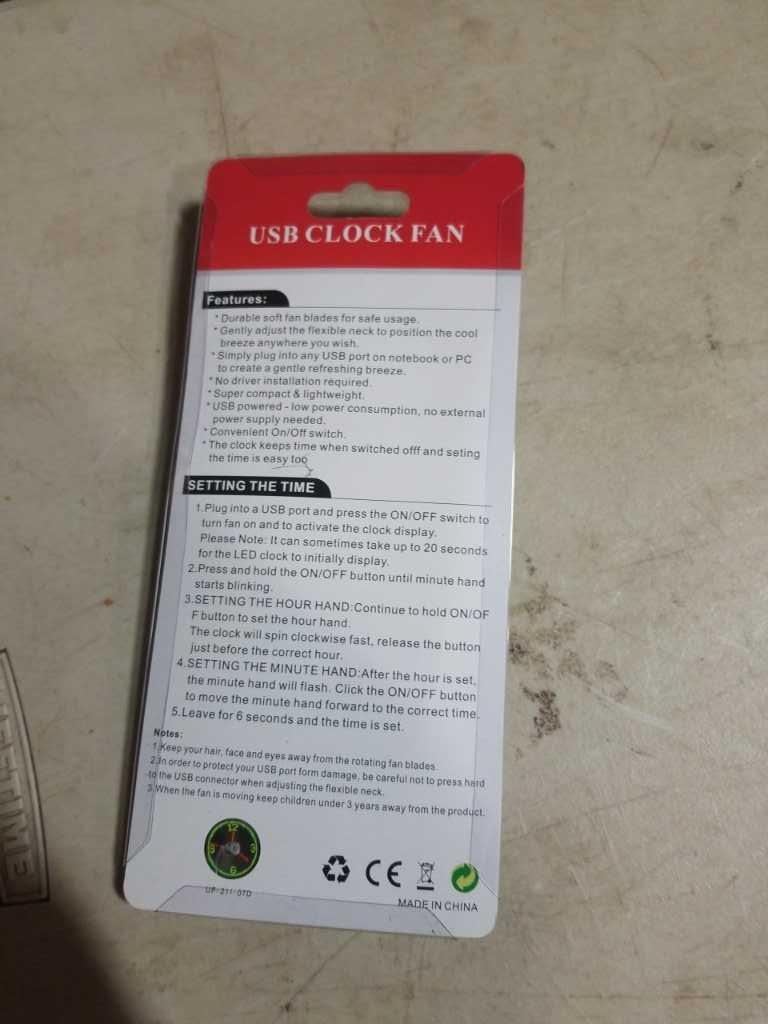 USB CLOCK FAN
Features:
* Durable soft fan blades for safe usage.
* Gently adjust the flexible neck to position the cool
breeze anywhere you wish.
* Simply plug into any USB port on notebook or PC
to create a gentle refreshing breeze.
* No driver installation required.
* Super compact & lightweight.
* USB powered - low power consumption, no external
power supply needed.
* Convenient On/Off switch.
* The clock keeps time when switched offf and seting
the time is easy too
SETTING THE TIME
1.Plug into a USB port and press the ON/OFF switch to
turn fan on and to activate the clock display.
Please Note: It can sometimes take up to 20 seconds
for the LED clock to initially display.
2.Press and hold the ON/OFF button until minute hand
starts blinking.
3.SETTING THE HOUR HAND:Continue to hold ON/OF
F button to set the hour hand.
The clock will spin clockwise fast, release the button
just before the correct hour.
4.SETTING THE MINUTE HAND:After the hour is set,
the minute hand will flash. Click the ON/OFF button
to move the minute hand forward to the correct time.
5.Leave for 6 seconds and the time is set.
Notes:
1.Keep your hair, face and eyes away from the rotating fan blades.
2.In order to protect your USB port form damage, be careful not to press hard
to the USB connector when adjusting the flexible neck.
3.When the fan is moving keep children under 3 years away from the product.
12
9 3
6
UP-211-07D
CE
MADE IN CHINA